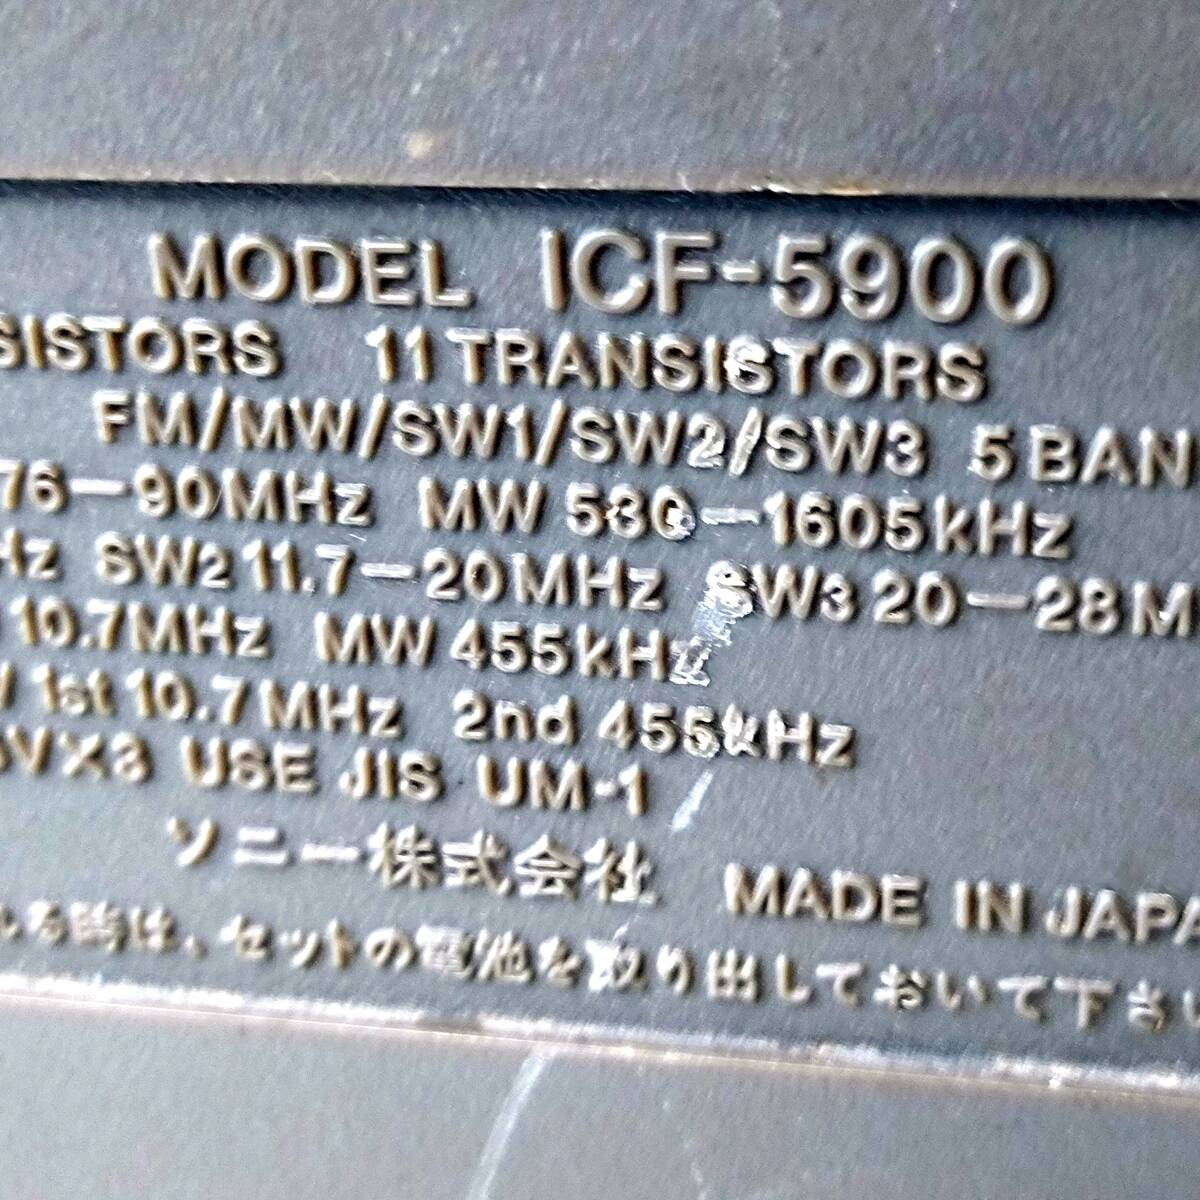 MODEL ICF-5900
SISTORS 11 TRANSISTORS
FM/MW/SW1/SW2/SW3 5 BAN
76-90MHz MW 530-1605kHz
Hz SW2 11.7-20MHz SW3 20-28M
10.7MHz MW 455kHz
1st 10.7MHz 2nd 455kHz
V×3 USE JIS UM-1
ソニー株式会社 MADE IN JAPA
れる時は、セットの電池を取り出しておいて下さい